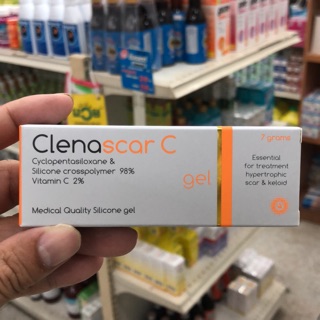 Clenascar C
Cyclopentasiloxane &
Silicone crosspolymer 98%
Vitamin C 2%
Medical Quality Silicone gel
gel
7 grams
Essential
for treatment
hypertrophic
scar & keloid